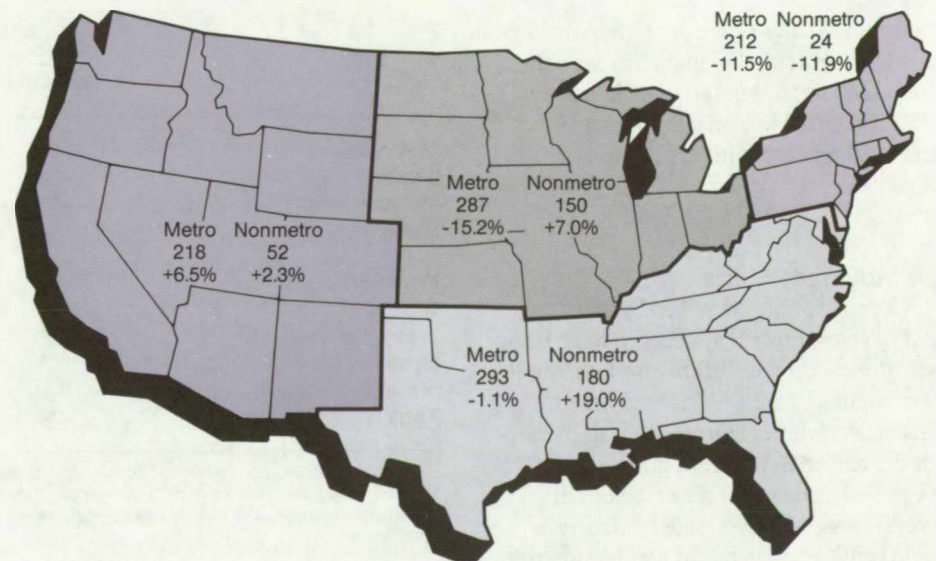 Metro Nonmetro
212 24
-11.5% -11.9%
Metro Nonmetro
287 150
-15.2% +7.0%
Metro Nonmetro
218 52
+6.5% +2.3%
Metro Nonmetro
293 180
-1.1% +19.0%